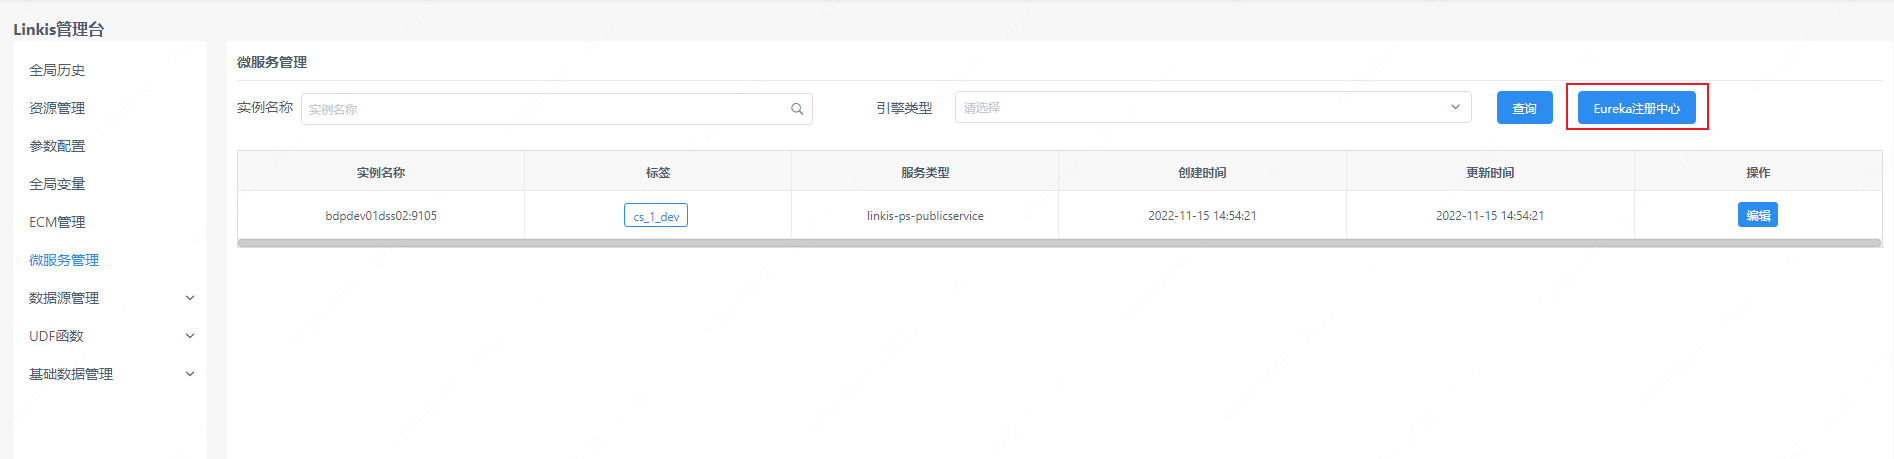 Linkis管理台
全局历史
资源管理
参数配置
全局变量
ECM管理
微服务管理
数据源管理
UDF函数
基础数据管理
微服务管理
实例名称 实例名称 引擎类型 请选择 查询 Eureka注册中心
实例名称 标签 服务类型 创建时间 更新时间 操作
bdpdev01dss02:9105 cs_1_dev linkis-ps-publicservice 2022-11-15 14:54:21 2022-11-15 14:54:21 编辑